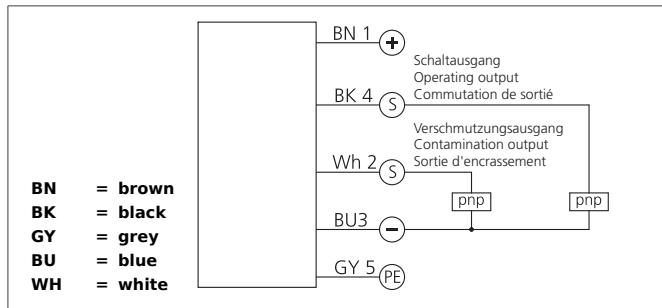 BN 1
+
Schaltausgang
Operating output
Commutation de sortié
BK 4
S
Verschmutzungsausgang
Contamination output
Sortie d'encrassement
Wh 2
S
pnp
pnp
BU3
−
GY 5
PE
BN = brown
BK = black
GY = grey
BU = blue
WH = white